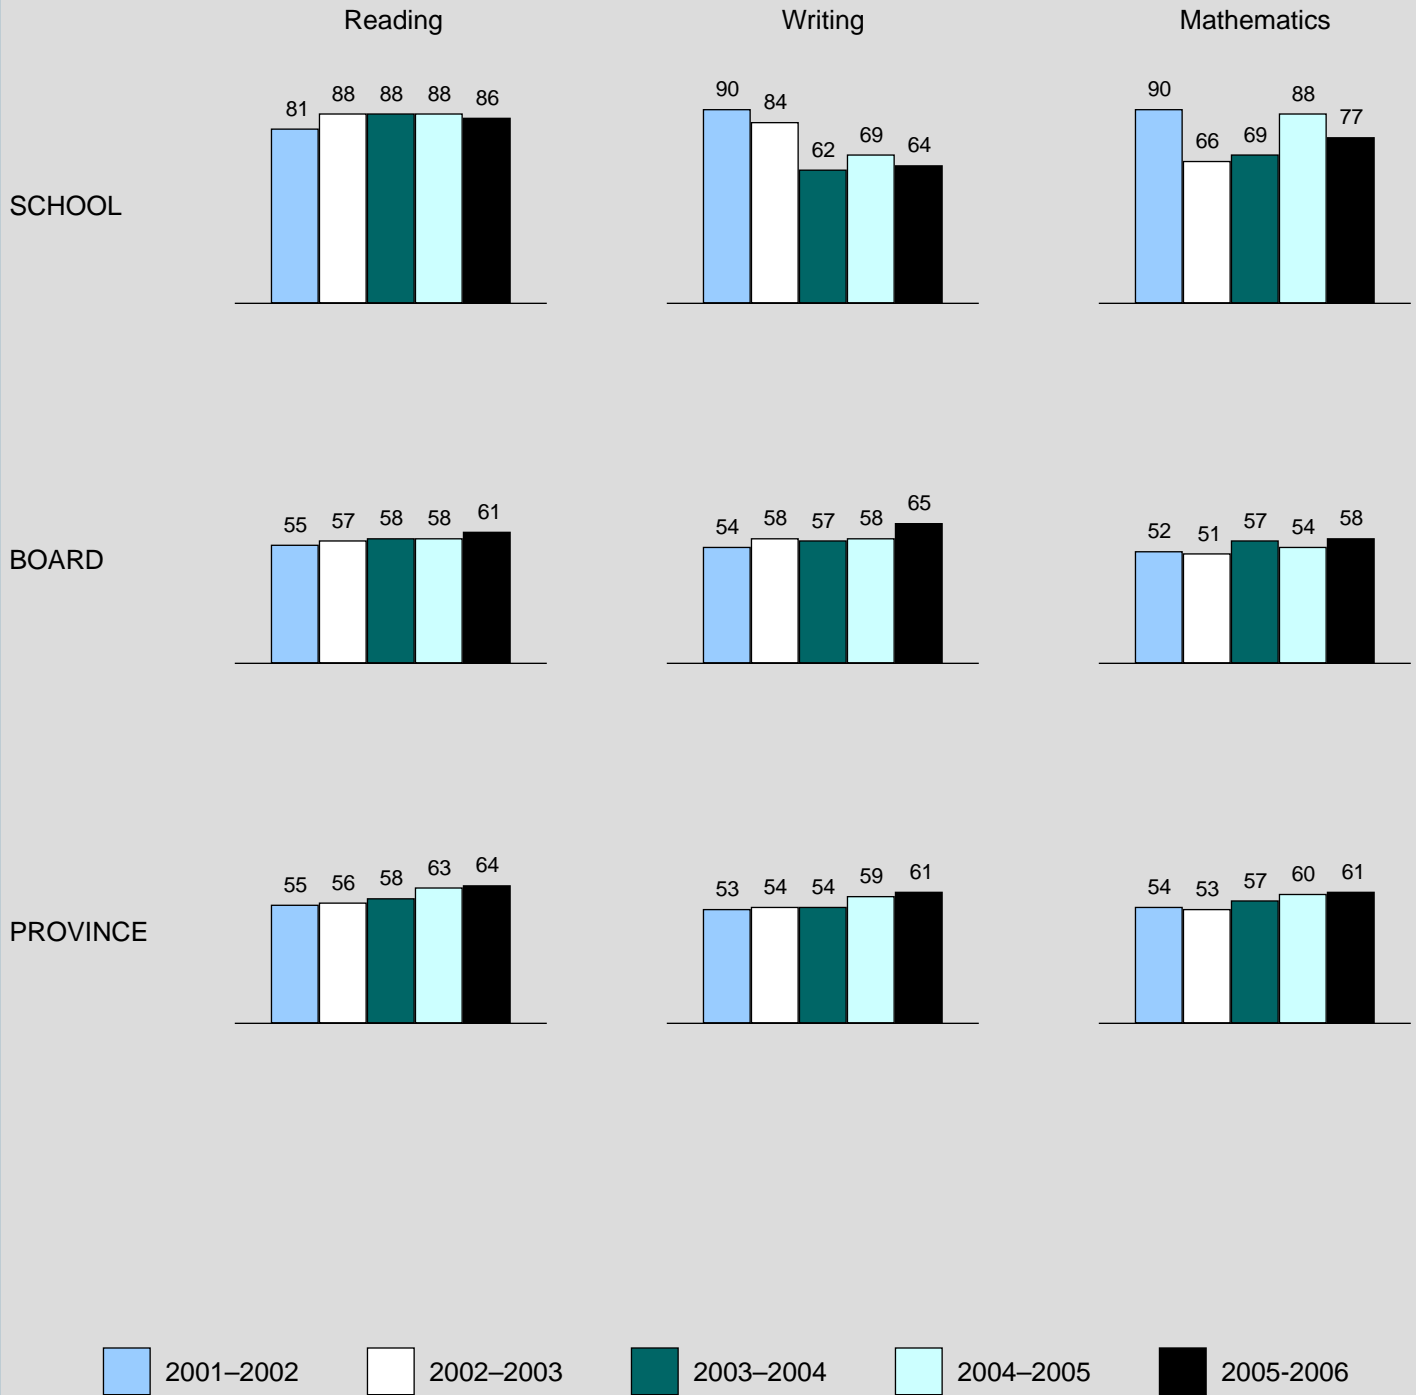 Reading Writing Mathematics
SCHOOL
81 88 88 88 86
90 84 62 69 64
90 66 69 88 77
BOARD
55 57 58 58 61
54 58 57 58 65
52 51 57 54 58
PROVINCE
55 56 58 63 64
53 54 54 59 61
54 53 57 60 61
2001–2002 2002–2003 2003–2004 2004–2005 2005-2006